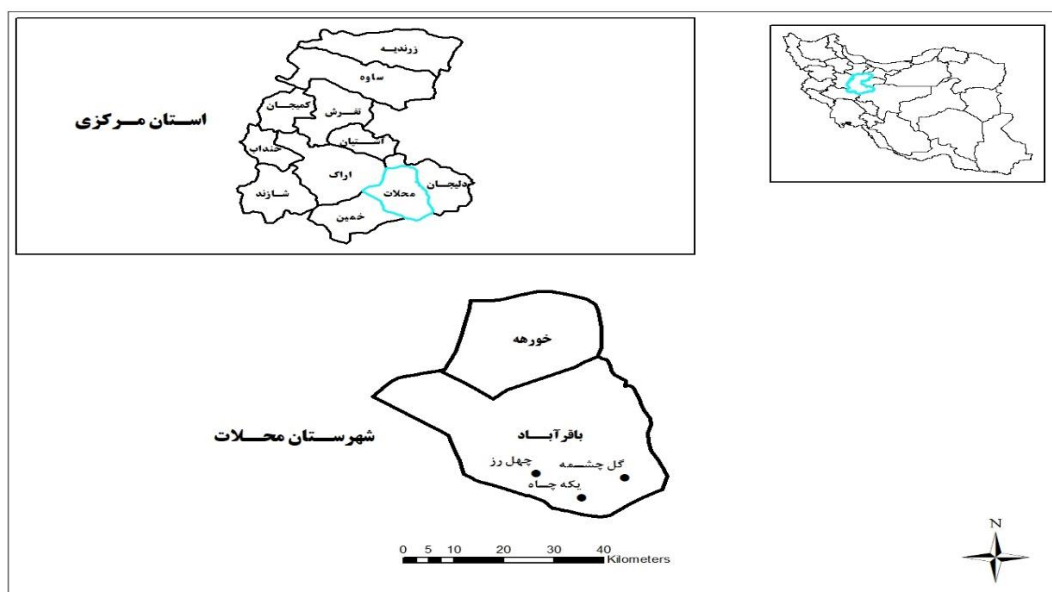 زرندیه
ساوه
کمیجان
تفرش
آشتیان
خنداب
اراک
دلیجان
محلات
شازند
خمین
استان مرکزی
خورهه
باقرآباد
گل چشمه
چهل رز
یکه چاه
شهرستان محلات
0 5 10 20 30 40
Kilometers
N